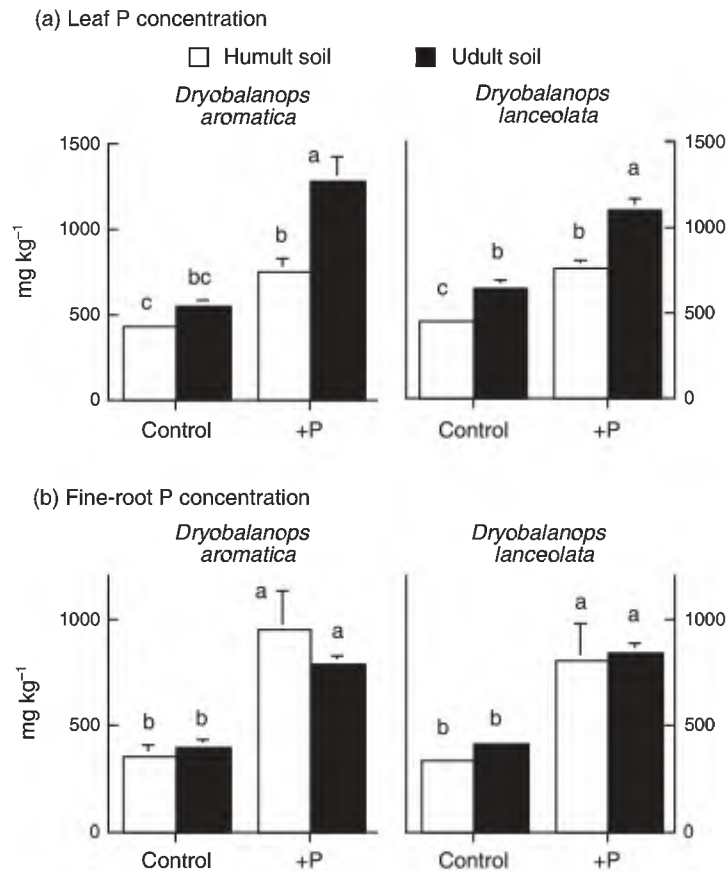 (a) Leaf P concentration
Humult soil Udult soil
Dryobalanops
aromatica
Dryobalanops
lanceolata
mg kg⁻¹
1500
1000
500
0
c
bc
b
a
c
b
b
a
1500
1000
500
0
Control +P
Control +P
(b) Fine-root P concentration
Dryobalanops
aromatica
Dryobalanops
lanceolata
mg kg⁻¹
1000
500
0
b
b
a
a
b
b
a
a
1000
500
0
Control +P
Control +P